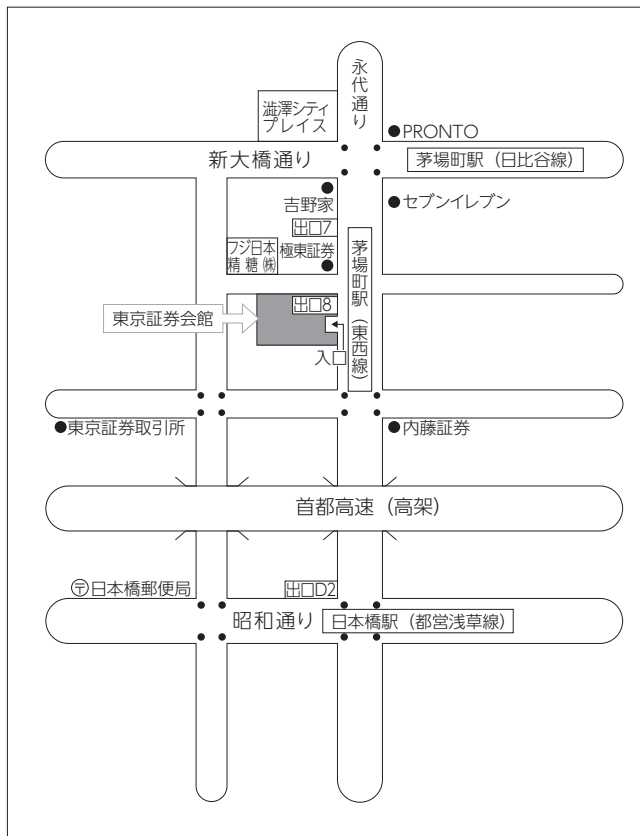 永代通り
澁澤シティ
プレイス
PRONTO
新大橋通り
茅場町駅（日比谷線）
吉野家
セブンイレブン
出口7
フジ日本
精糖㈱
極東証券
茅場町駅（東西線）
出口8
東京証券会館
入口
東京証券取引所
内藤証券
首都高速（高架）
〒日本橋郵便局
出口D2
昭和通り
日本橋駅（都営浅草線）